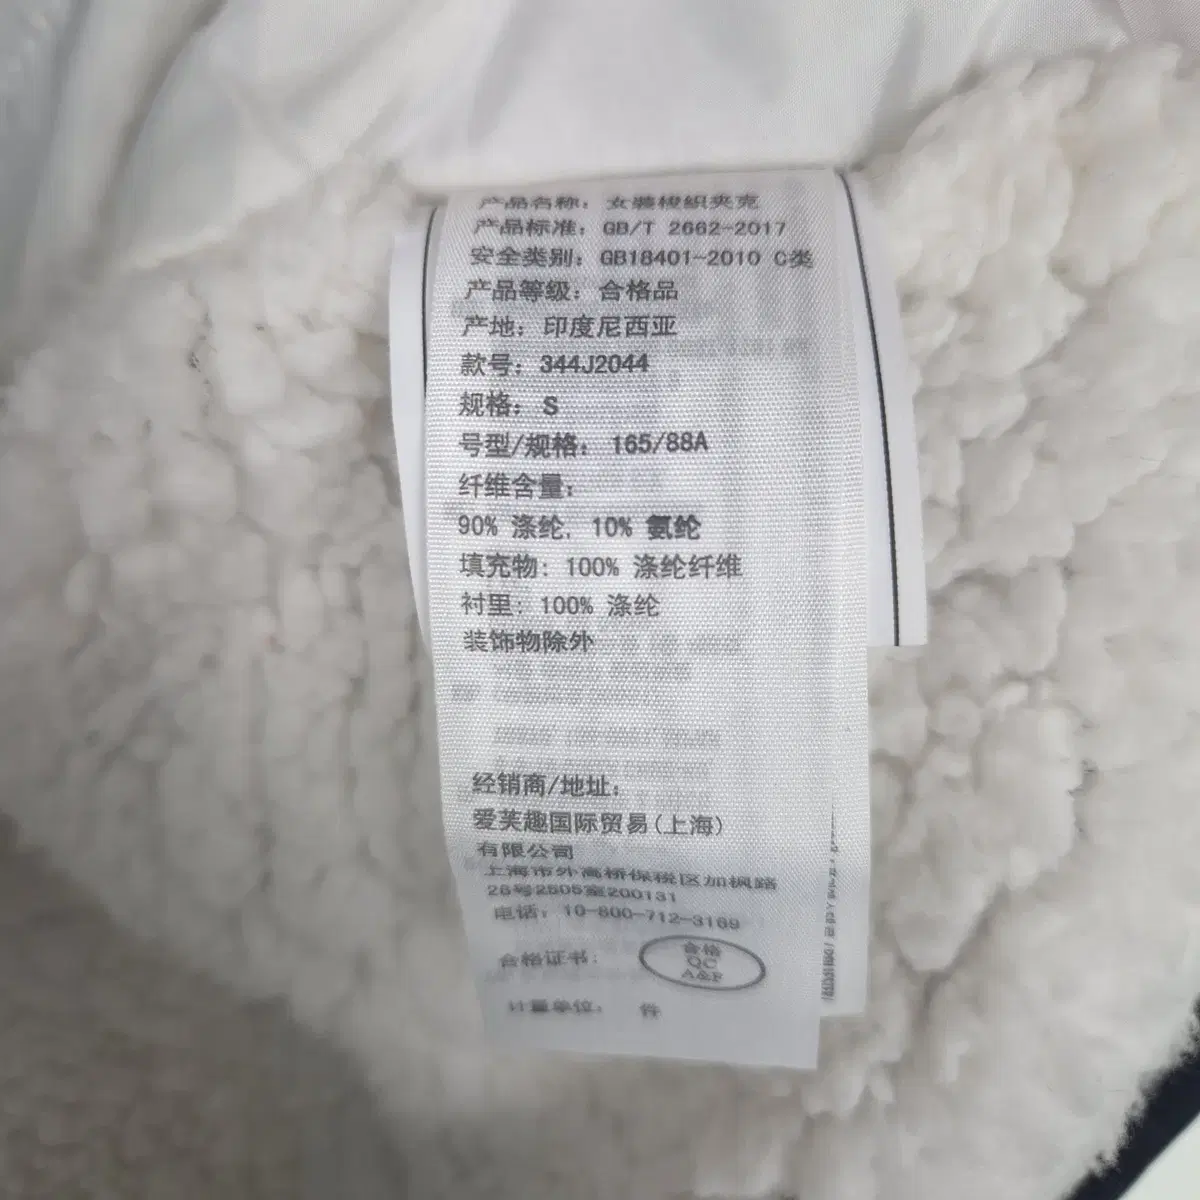 产品名称: 女装梭织夹克
产品标准: GB/T 2662-2017
安全类别: GB18401-2010 C类
产品等级: 合格品
产地: 印度尼西亚
款号: 344J2044
规格: S
号型/规格: 165/88A
纤维含量:
90% 涤纶, 10% 氨纶
填充物: 100% 涤纶纤维
衬里: 100% 涤纶
装饰物除外
经销商/地址:
爱芙趣国际贸易(上海)
有限公司
上海市外高桥保税区加枫路
26号2505室200131
电话: 10-800-712-3169
合格证书:
合格
QC
A&F
计量单位: 件